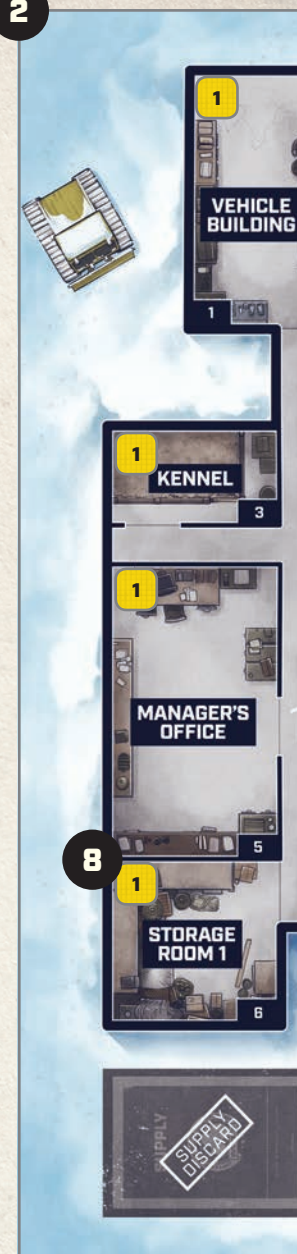 2
1
VEHICLE
BUILDING
1
1
KENNEL
3
1
MANAGER'S
OFFICE
5
8
1
STORAGE
ROOM 1
6
SUPPLY
SUPPLY
DISCARD